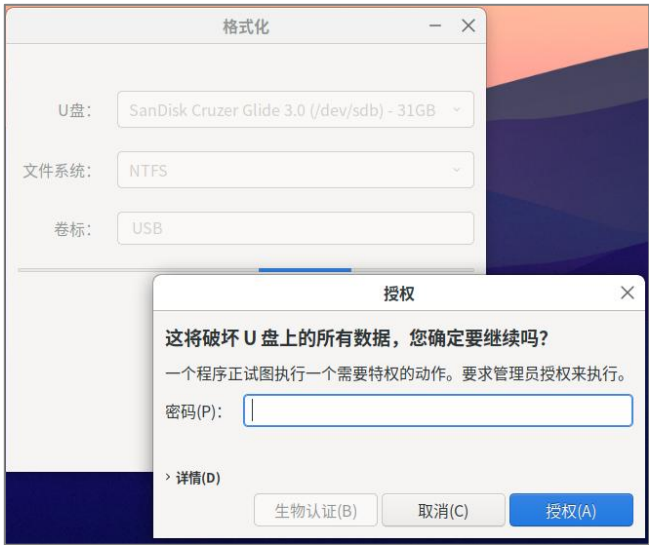 格式化
U盘： SanDisk Cruzer Glide 3.0 (/dev/sdb) - 31GB
文件系统： NTFS
卷标： USB
授权
这将破坏 U 盘上的所有数据，您确定要继续吗?
一个程序正试图执行一个需要特权的动作。要求管理员授权来执行。
密码(P)：
详情(D)
生物认证(B) 取消(C) 授权(A)